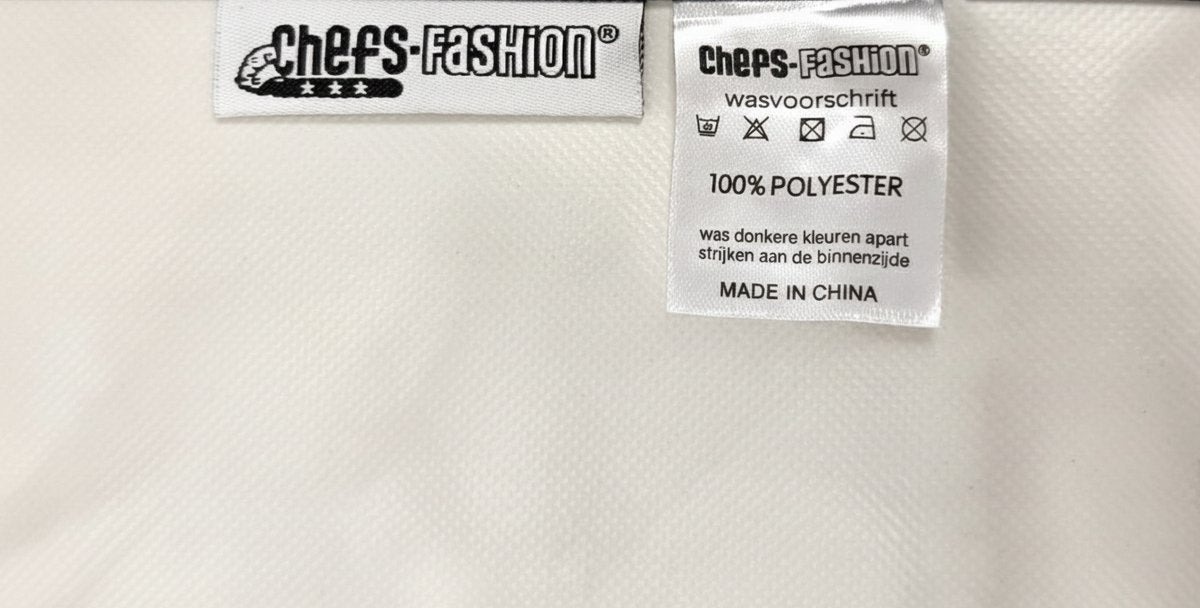 Chefs-Fashion®
Chefs-Fashion®
wasvoorschrift
100% POLYESTER
was donkere kleuren apart
strijken aan de binnenzijde
MADE IN CHINA